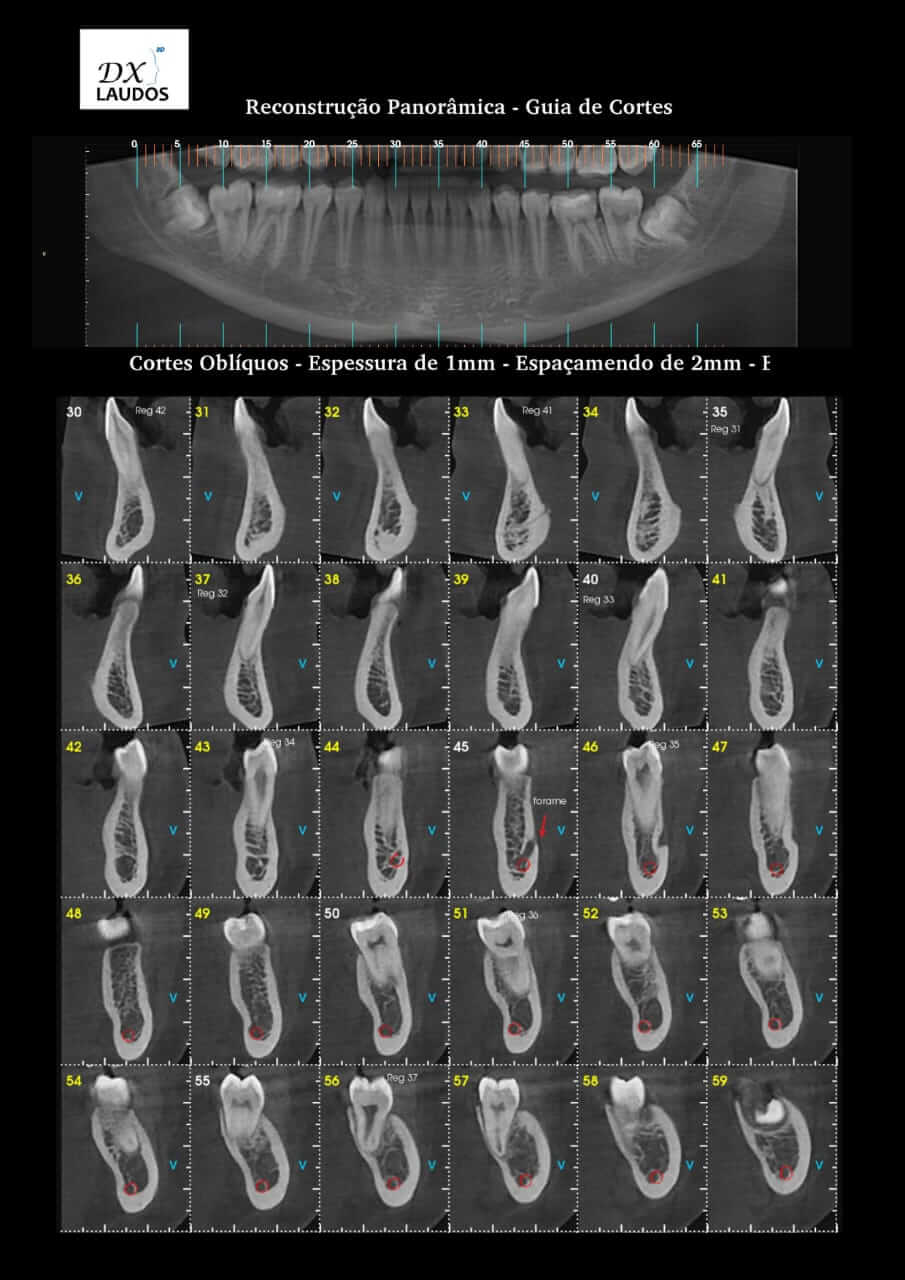 3D
DX
LAUDOS
Reconstrução Panorâmica - Guia de Cortes
0 5 10 15 20 25 30 35 40 45 50 55 60 65
Cortes Oblíquos - Espessura de 1mm - Espaçamendo de 2mm - E
30 Reg 42 31 32 33 Reg 41 34 35
Reg 31
V V V V V V
36 37 38 39 40 41
Reg 32 Reg 33
V V V V V V
42 43 Reg 34 44 45 46 Reg 35 47
forame
V V V V V V
48 49 50 51 Reg 36 52 53
V V V V V V
54 55 56 Reg 37 57 58 59
V V V V V V